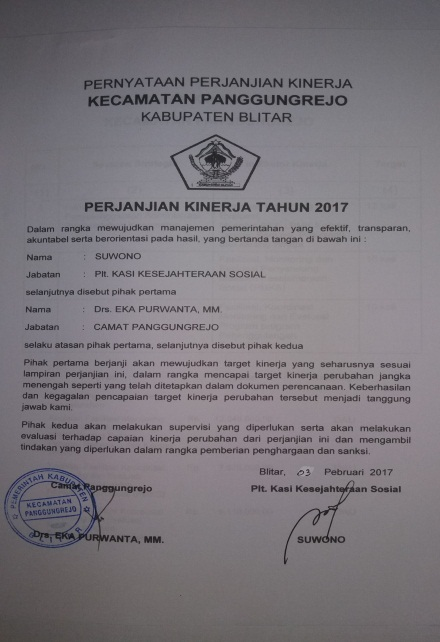 PERNYATAAN PERJANJIAN KINERJA
KECAMATAN PANGGUNGREJO
KABUPATEN BLITAR
PERJANJIAN KINERJA TAHUN 2017
Dalam rangka mewujudkan manajemen pemerintahan yang efektif, transparan,
akuntabel serta berorientasi pada hasil, yang bertanda tangan di bawah ini :
Nama : SUWONO
Jabatan : Plt. KASI KESEJAHTERAAN SOSIAL
selanjutnya disebut pihak pertama
Nama : Drs. EKA PURWANTA, MM.
Jabatan : CAMAT PANGGUNGREJO
selaku atasan pihak pertama, selanjutnya disebut pihak kedua
Pihak pertama berjanji akan mewujudkan target kinerja yang seharusnya sesuai
lampiran perjanjian ini, dalam rangka mencapai target kinerja perubahan jangka
menengah seperti yang telah ditetapkan dalam dokumen perencanaan. Keberhasilan
dan kegagalan pencapaian target kinerja perubahan tersebut menjadi tanggung
jawab kami.
Pihak kedua akan melakukan supervisi yang diperlukan serta akan melakukan
evaluasi terhadap capaian kinerja perubahan dari perjanjian ini dan mengambil
tindakan yang diperlukan dalam rangka pemberian penghargaan dan sanksi.
Blitar, 03 Pebruari 2017
Camat Panggungrejo
Plt. Kasi Kesejahteraan Sosial
PEMERINTAH KABUPATEN
KECAMATAN
PANGGUNGREJO
BLITAR
Drs. EKA PURWANTA, MM.
SUWONO